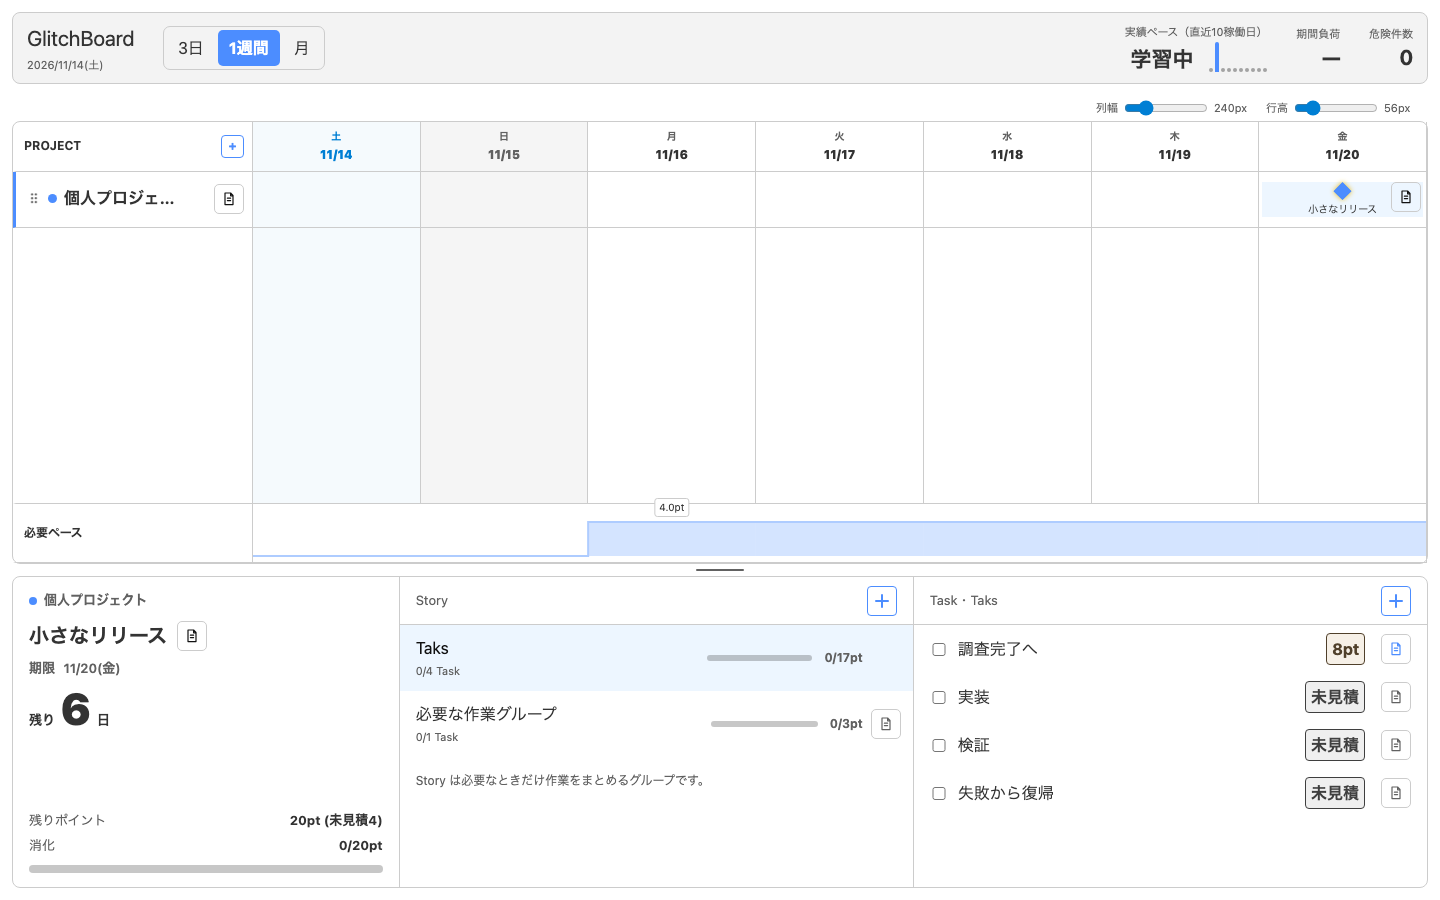 GlitchBoard
2026/11/14(土)
3日
1週間
月
実績ペース（直近10稼働日）
学習中
期間負荷
—
危険件数
0
列幅
240px
行高
56px
PROJECT
+
土
11/14
日
11/15
月
11/16
火
11/17
水
11/18
木
11/19
金
11/20
個人プロジェ...
小さなリリース
必要ペース
4.0pt
個人プロジェクト
小さなリリース
期限 11/20(金)
残り 6 日
残りポイント
20pt (未見積4)
消化
0/20pt
Story
+
Taks
0/4 Task
0/17pt
必要な作業グループ
0/1 Task
0/3pt
Story は必要なときだけ作業をまとめるグループです。
Task・Taks
+
調査完了へ
8pt
実装
未見積
検証
未見積
失敗から復帰
未見積